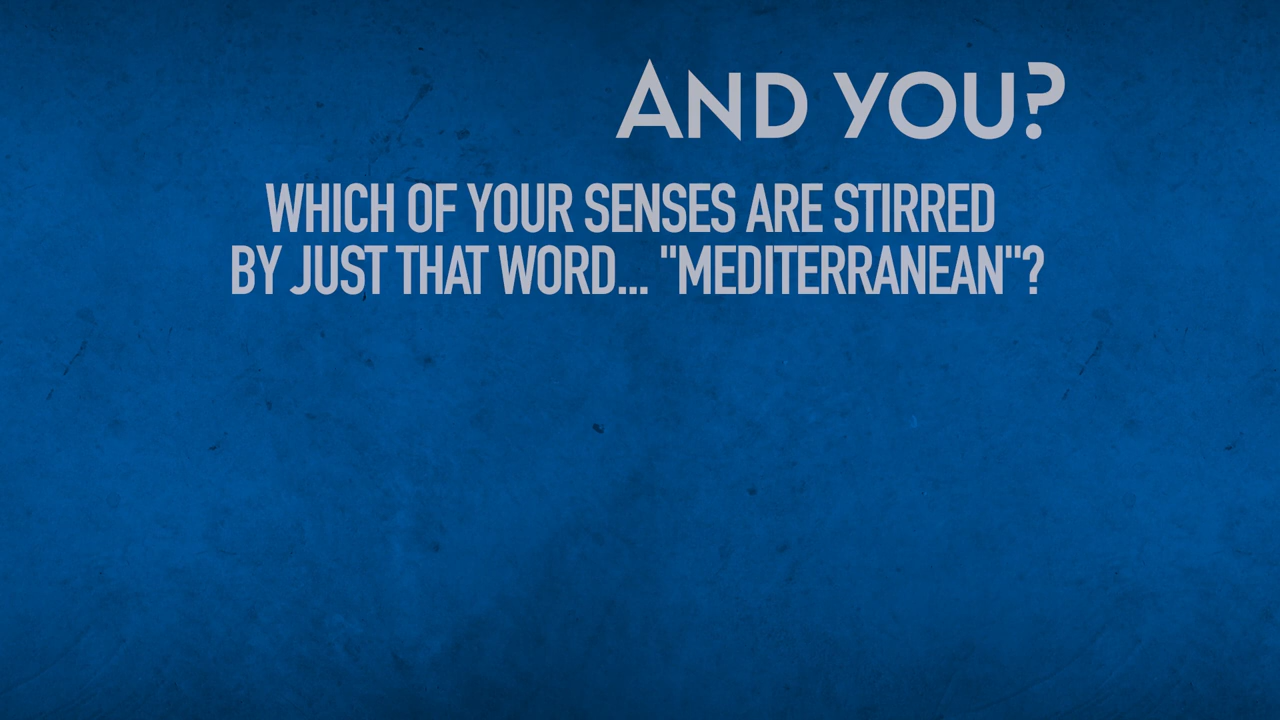 AND YOU?
WHICH OF YOUR SENSES ARE STIRRED
BY JUST THAT WORD... "MEDITERRANEAN"?